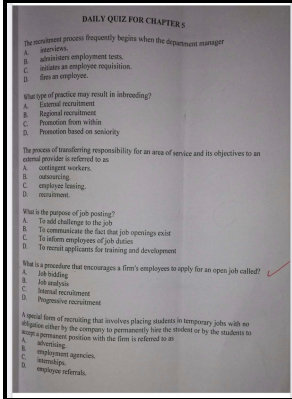 DAILY QUIZ FOR CHAPTER 5
The recruitment process frequently begins when the department manager
A. interviews.
B. administers employment tests.
C. initiates an employee requisition.
D. fires an employee.
What type of practice may result in inbreeding?
A. External recruitment
B. Regional recruitment
C. Promotion from within
D. Promotion based on seniority
The process of transferring responsibility for an area of service and its objectives to an
external provider is referred to as
A. contingent workers.
B. outsourcing.
C. employee leasing.
D. recruitment.
What is the purpose of job posting?
A. To add challenge to the job
B. To communicate the fact that job openings exist
C. To inform employees of job duties
D. To recruit applicants for training and development
What is a procedure that encourages a firm's employees to apply for an open job called?
A. Job bidding
B. Job analysis
C. Internal recruitment
D. Progressive recruitment
A special form of recruiting that involves placing students in temporary jobs with no
obligation either by the company to permanently hire the student or by the students to
accept a permanent position with the firm is referred to as
A. advertising.
B. employment agencies.
C. internships.
D. employee referrals.